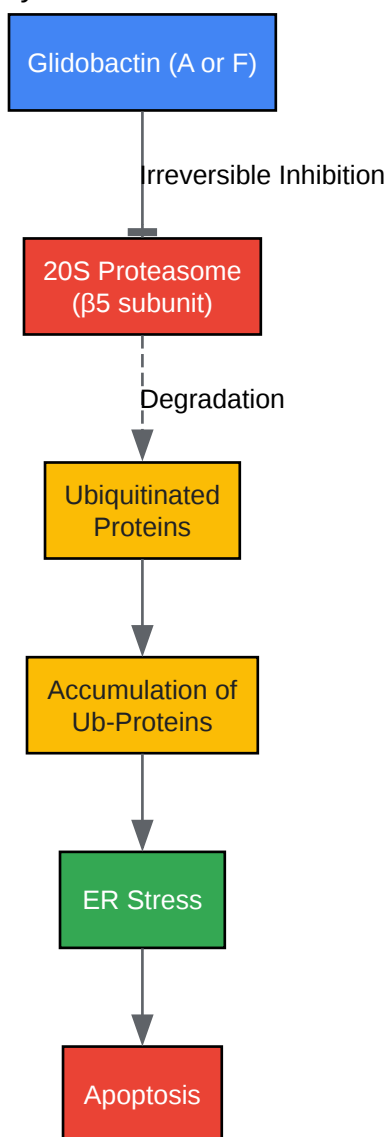 Glidobactin (A or F)
Irreversible Inhibition
20S Proteasome
(β5 subunit)
Degradation
Ubiquitinated
Proteins
Accumulation of
Ub-Proteins
ER Stress
Apoptosis